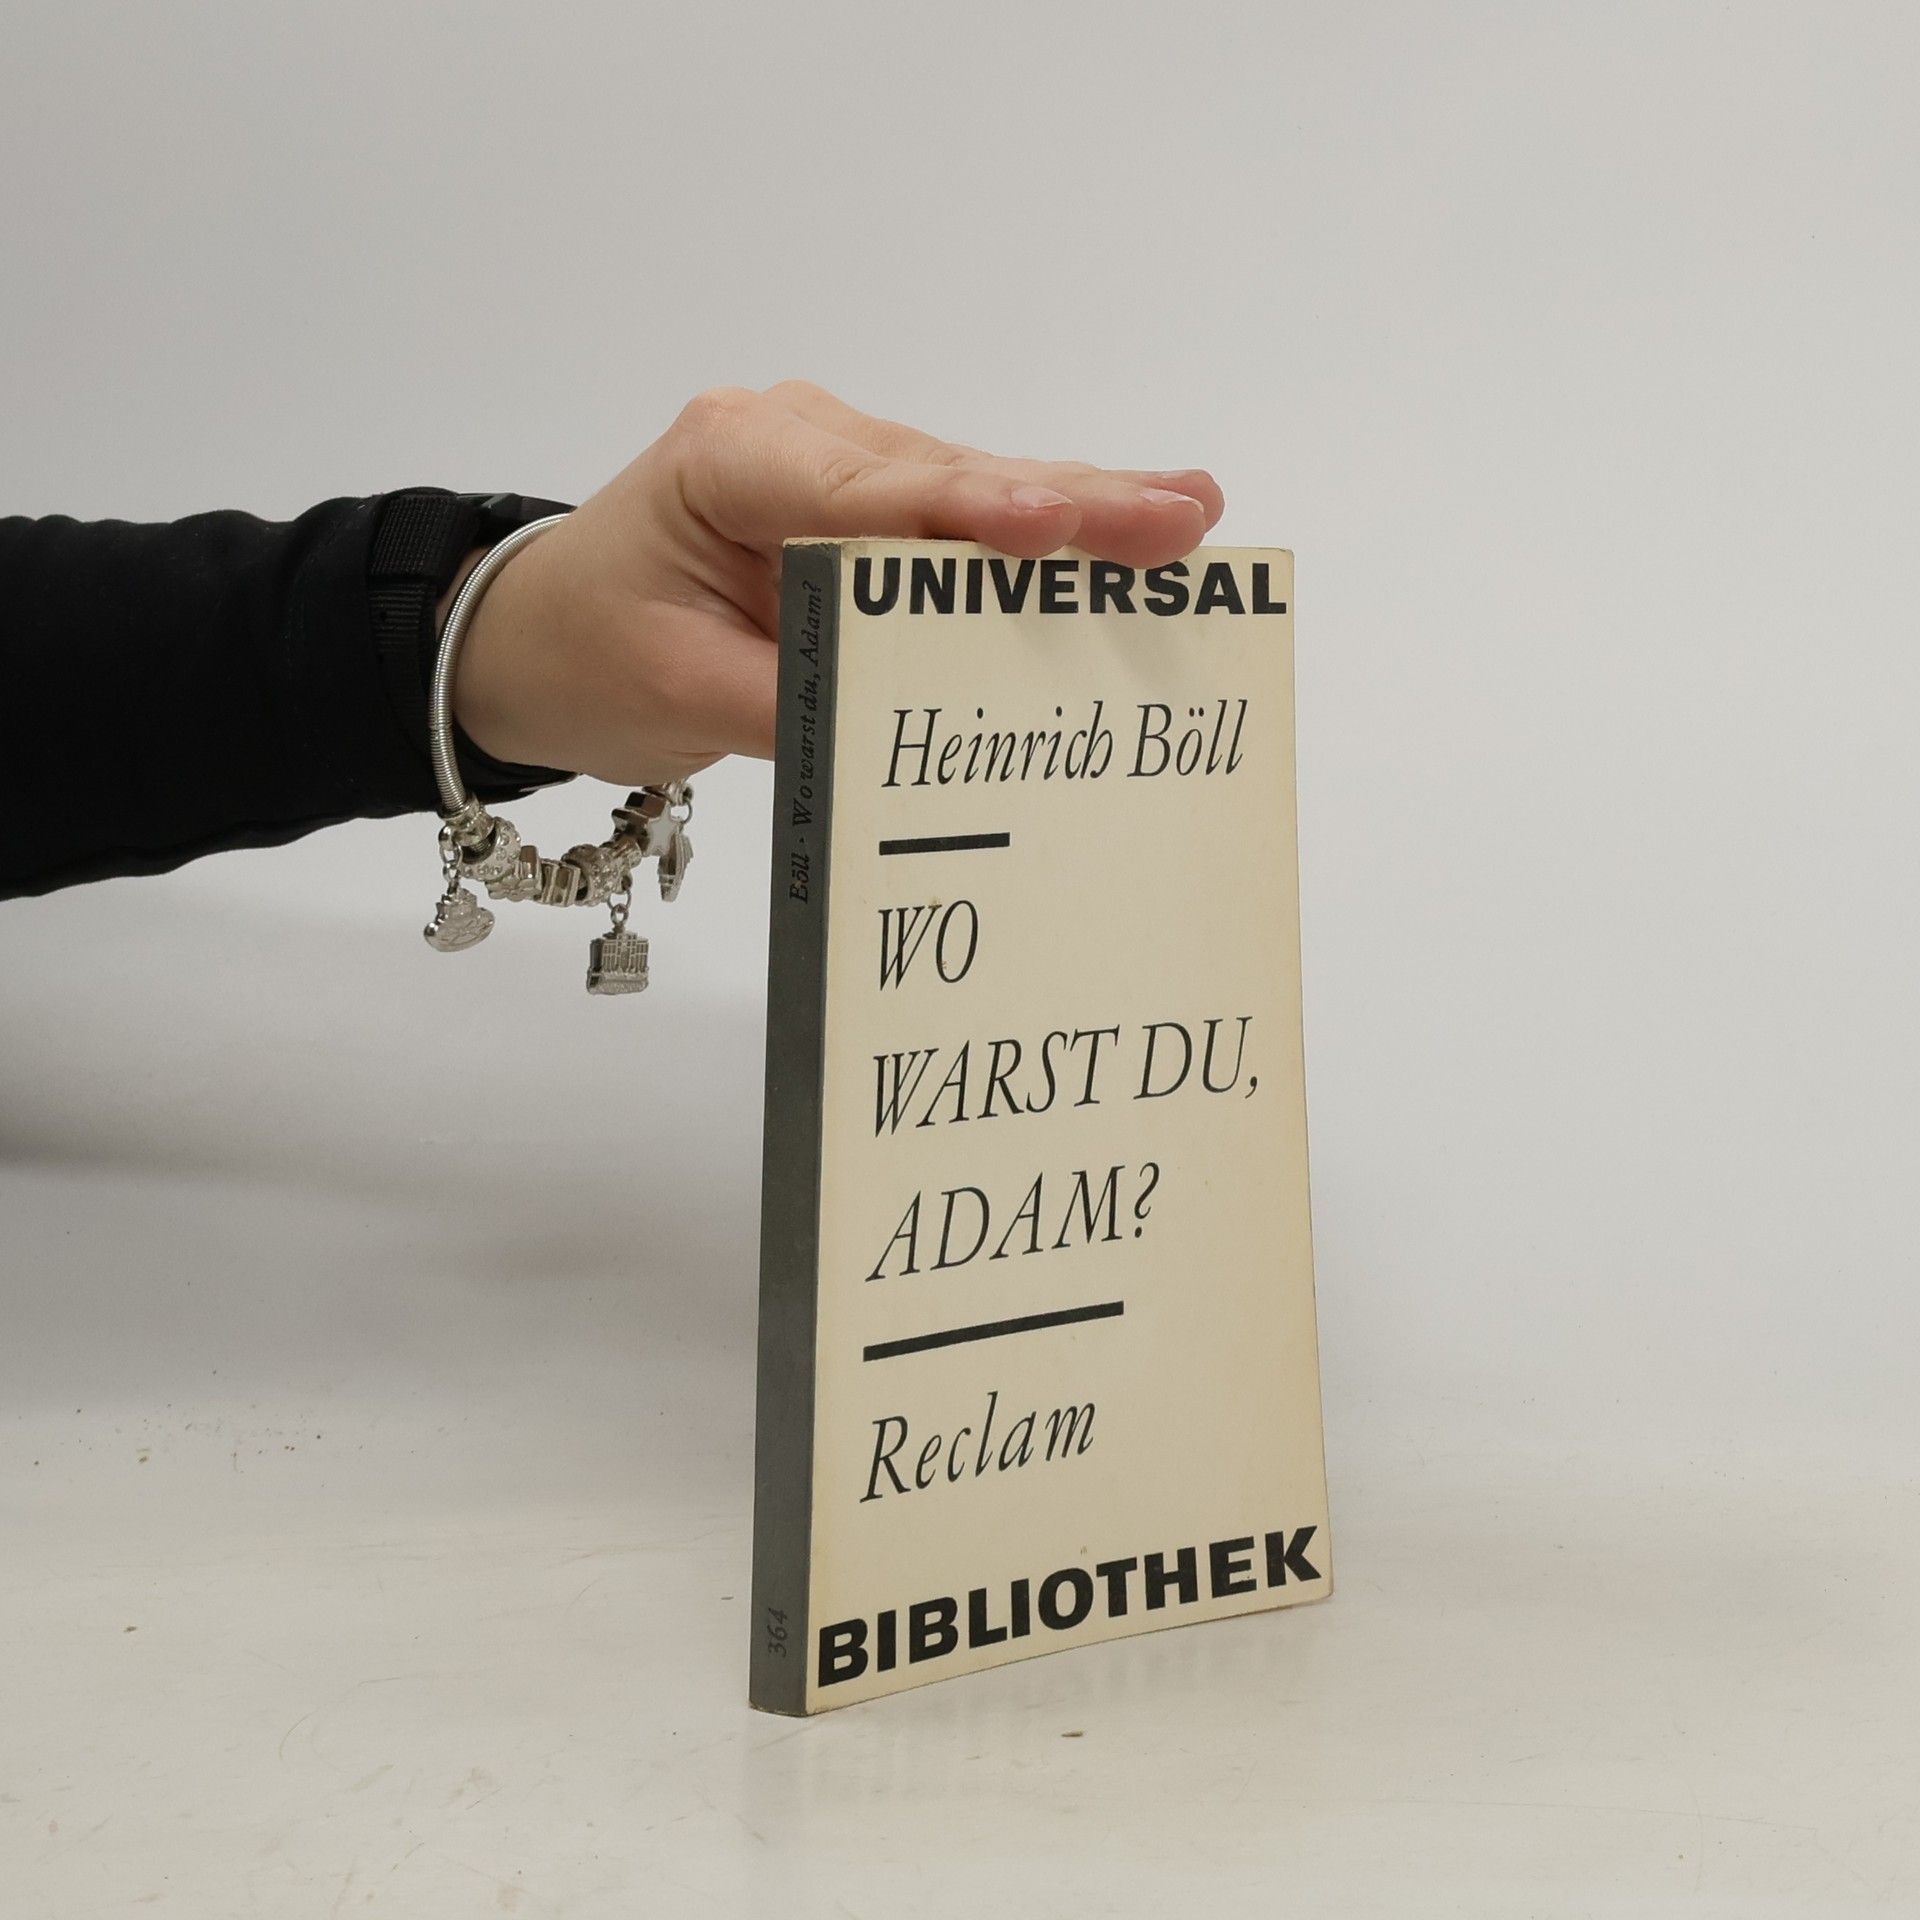 UNIVERSAL
Heinrich Böll
WO
WARST DU,
ADAM?
Reclam
BIBLIOTHEK
Böll · Wo warst du, Adam?
364